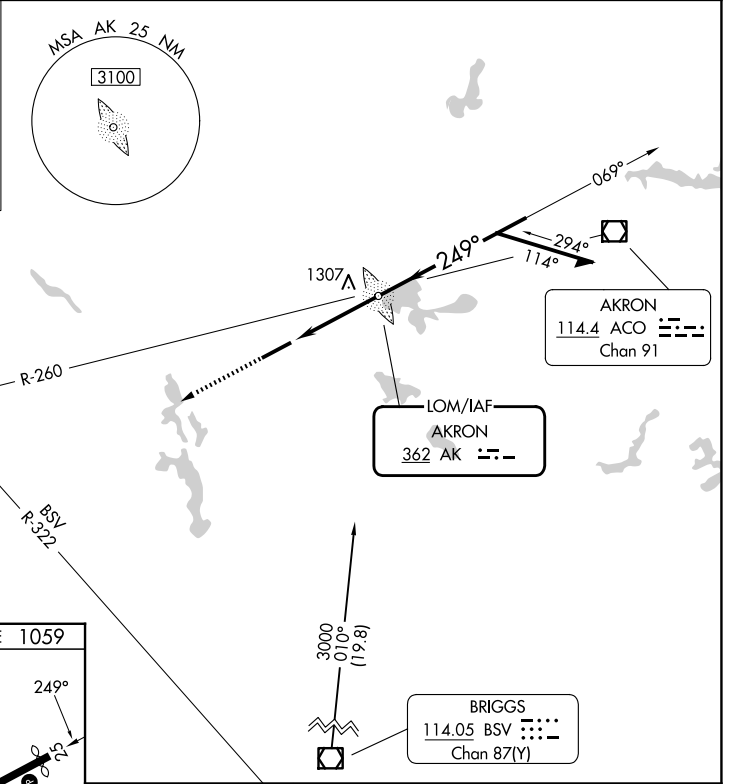 MSA AK 25 NM
3100
069°
249°
294°
114°
1307
AKRON
114.4 ACO
Chan 91
R-260
LOM/IAF
AKRON
362 AK
BSV
R-322
3000
010°
(19.8)
E 1059
249°
25
BRIGGS
114.05 BSV
Chan 87(Y)